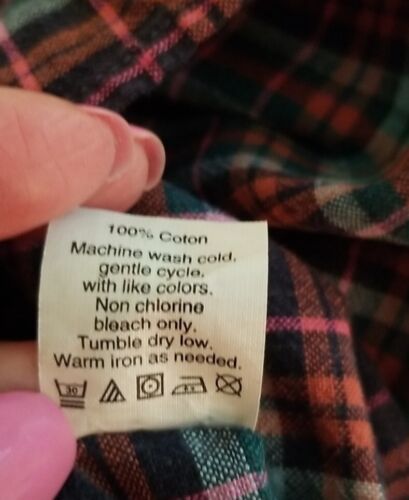 100% Coton
Machine wash cold.
gentle cycle.
with like colors.
Non chlorine
bleach only.
Tumble dry low.
Warm iron as needed.
30